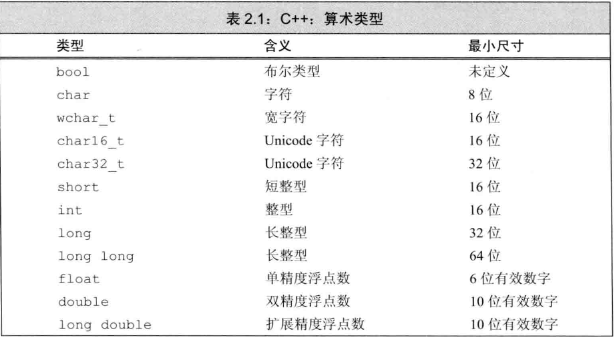 表 2.1：C++：算术类型
类型 含义 最小尺寸
bool 布尔类型 未定义
char 字符 8 位
wchar_t 宽字符 16 位
char16_t Unicode 字符 16 位
char32_t Unicode 字符 32 位
short 短整型 16 位
int 整型 16 位
long 长整型 32 位
long long 长整型 64 位
float 单精度浮点数 6 位有效数字
double 双精度浮点数 10 位有效数字
long double 扩展精度浮点数 10 位有效数字